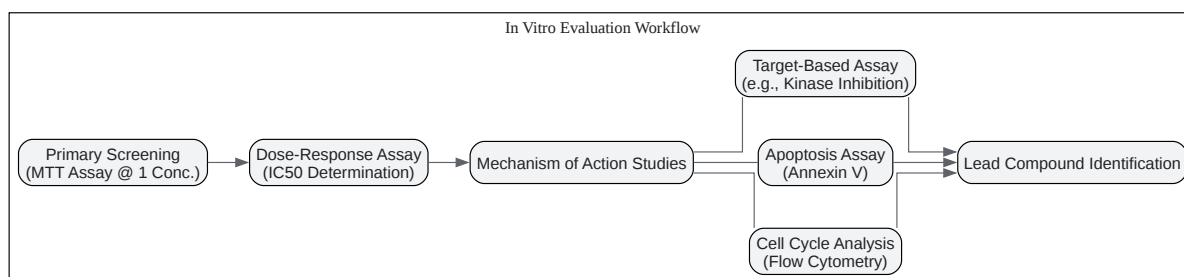 In Vitro Evaluation Workflow
Primary Screening
(MTT Assay @ 1 Conc.)
Dose-Response Assay
(IC50 Determination)
Mechanism of Action Studies
Target-Based Assay
(e.g., Kinase Inhibition)
Apoptosis Assay
(Annexin V)
Cell Cycle Analysis
(Flow Cytometry)
Lead Compound Identification